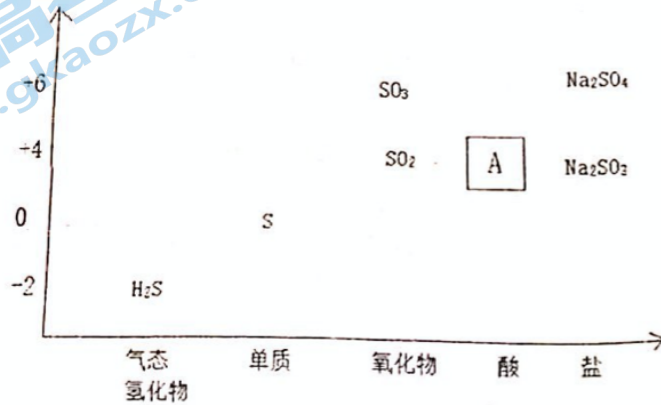 gkaozx.c
+6
SO₃
Na₂SO₄
+4
SO₂
A
Na₂SO₃
0
S
-2
H₂S
气态
氢化物
单质
氧化物
酸
盐